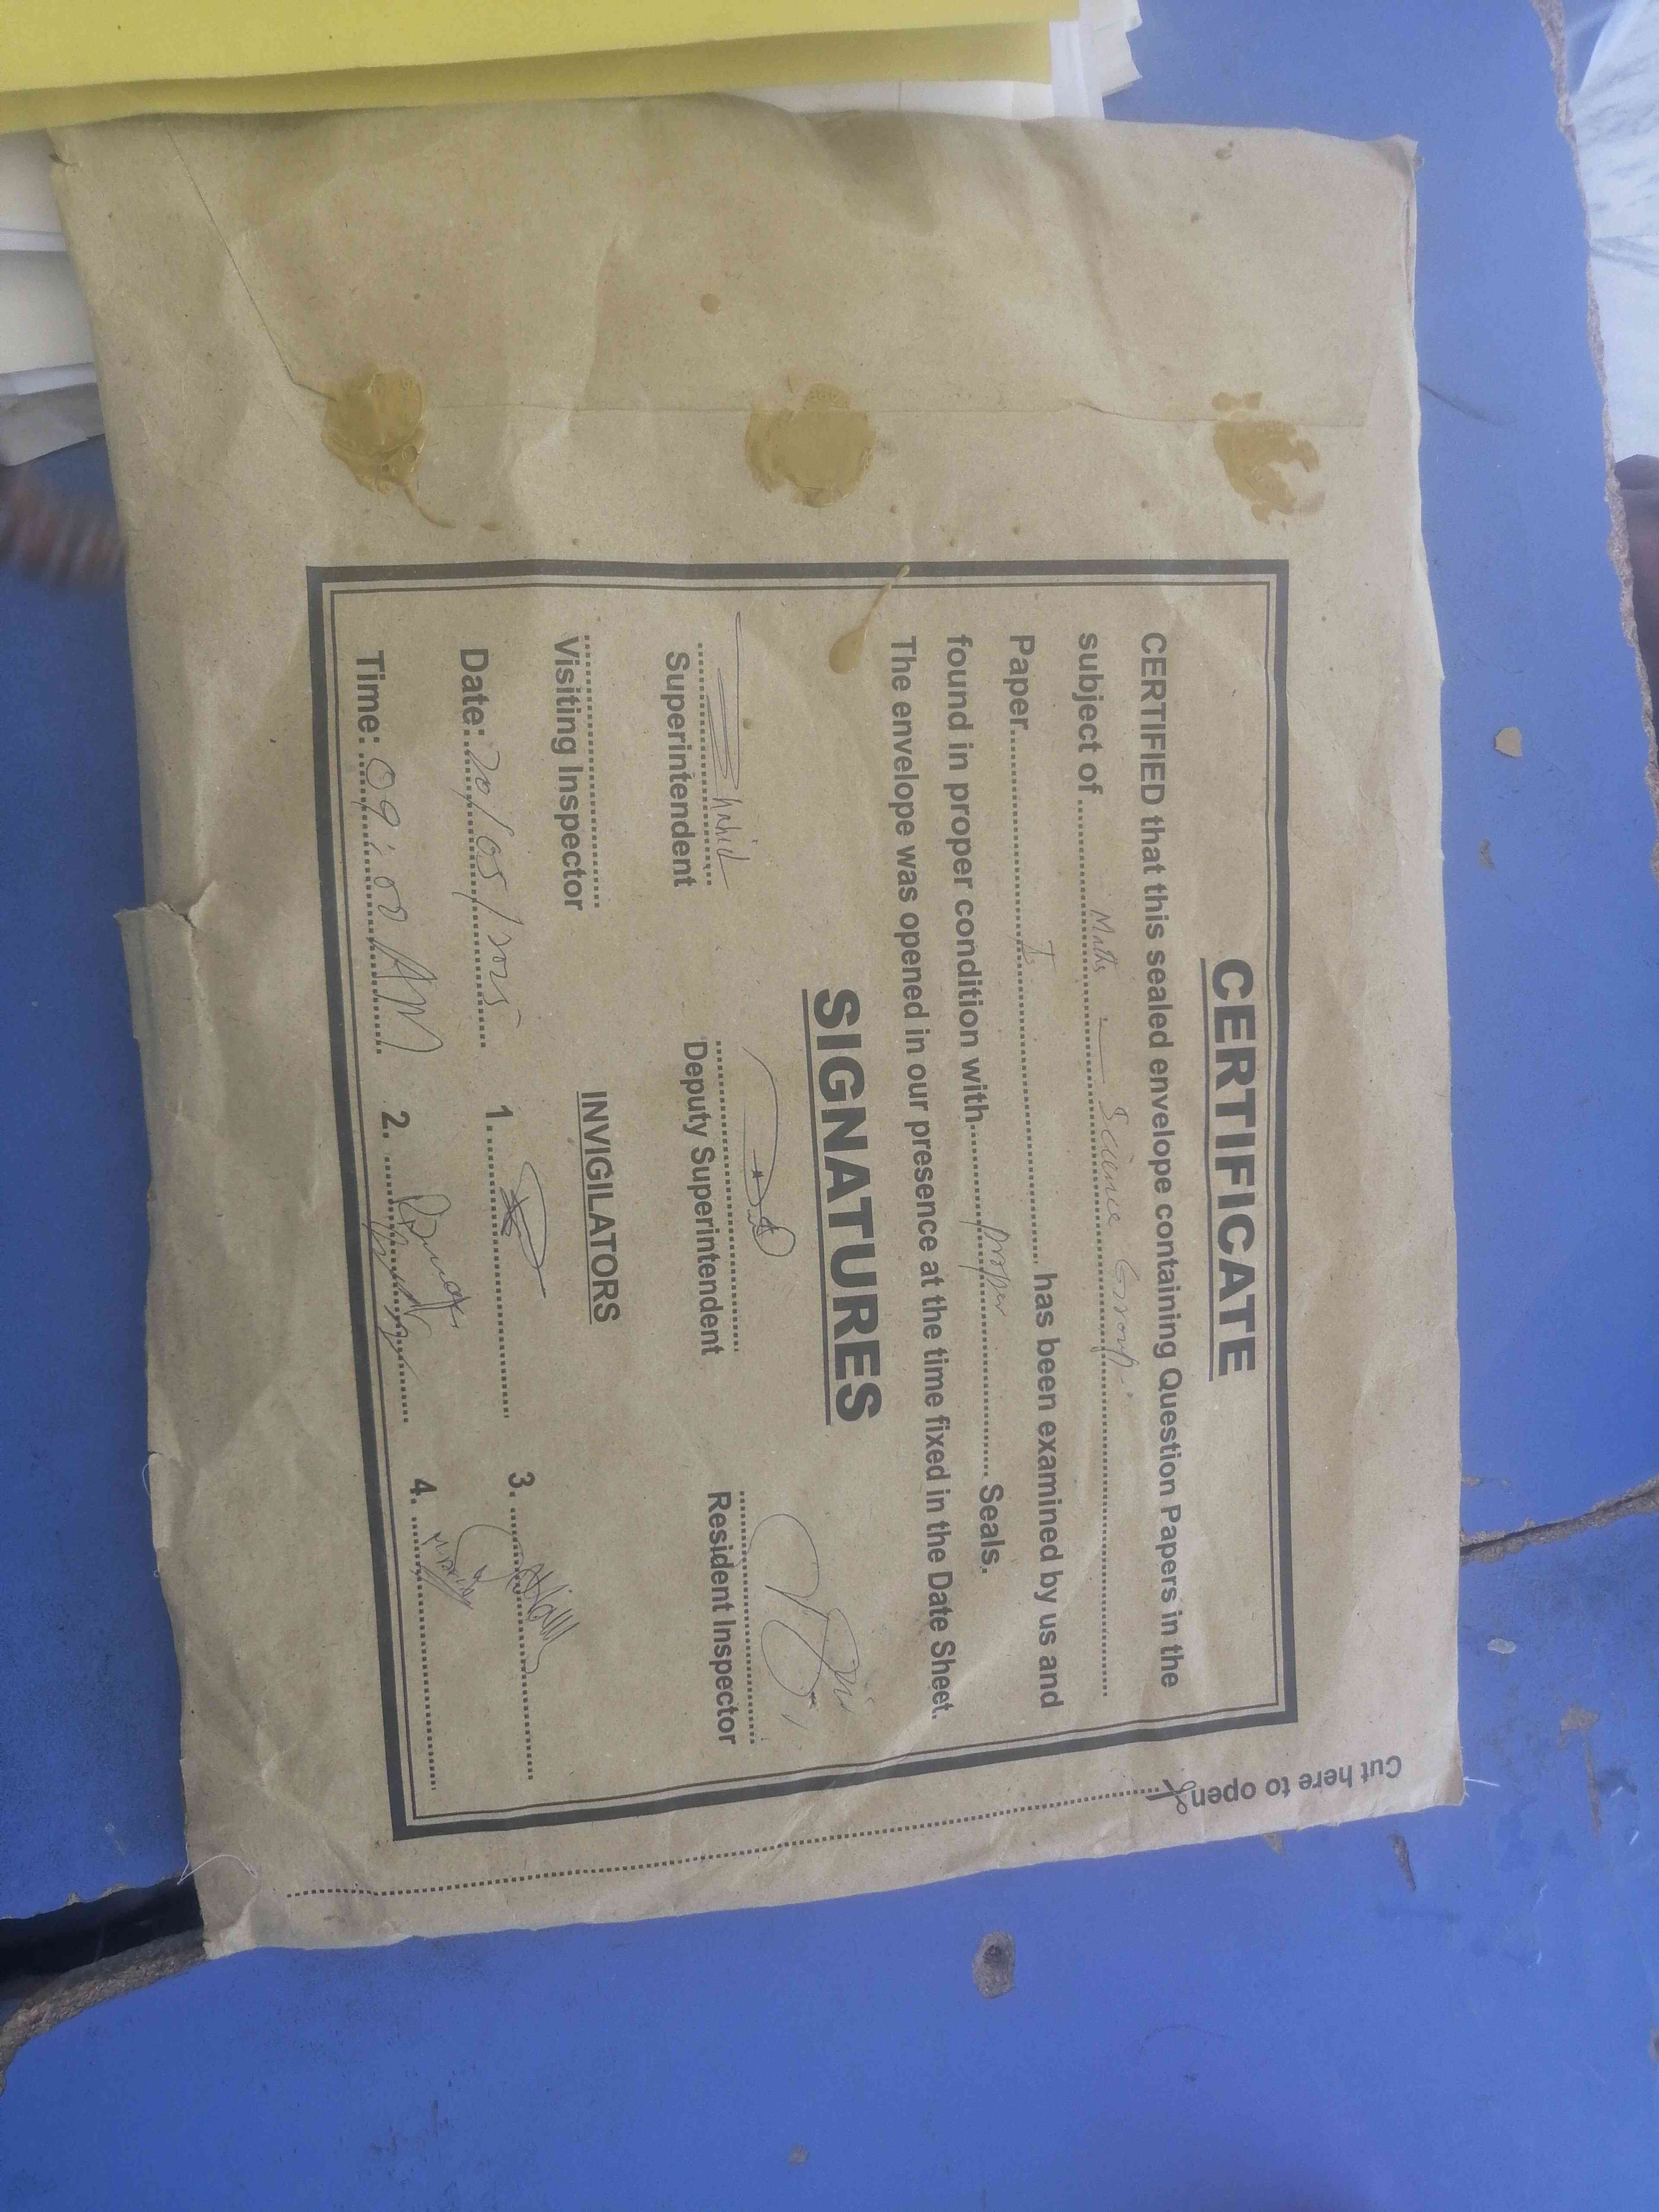 CERTIFICATE
CERTIFIED that this sealed envelope containing Question Papers in the
subject of ........ Maths - Science Group ........
Paper ........ I ........ has been examined by us and
found in proper condition with ........ proper ........ Seals.
The envelope was opened in our presence at the time fixed in the Date Sheet.
SIGNATURES
Superintendent
Deputy Superintendent
Resident Inspector
Visiting Inspector
INVIGILATORS
Date: 20/05/2025
1.
3.
Time: 09:00 AM
2.
4.
Cut here to open